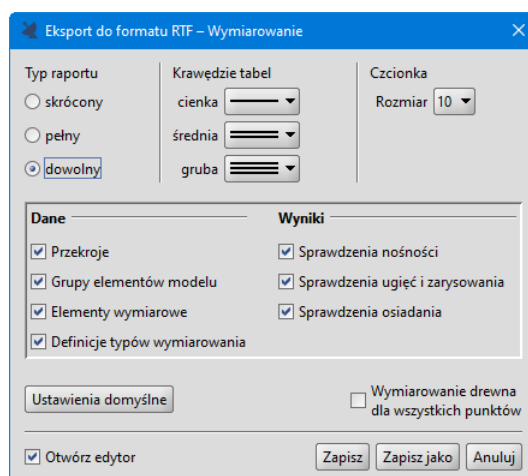 Eksport do formatu RTF – Wymiarowanie
Typ raportu
skrócony
pełny
dowolny
Krawędzie tabel
cienka
średnia
gruba
Czcionka
Rozmiar 10
Dane
Przekroje
Grupy elementów modelu
Elementy wymiarowe
Definicje typów wymiarowania
Wyniki
Sprawdzenia nośności
Sprawdzenia ugięć i zarysowania
Sprawdzenia osiadania
Ustawienia domyślne
Wymiarowanie drewna
dla wszystkich punktów
Otwórz edytor
Zapisz
Zapisz jako
Anuluj